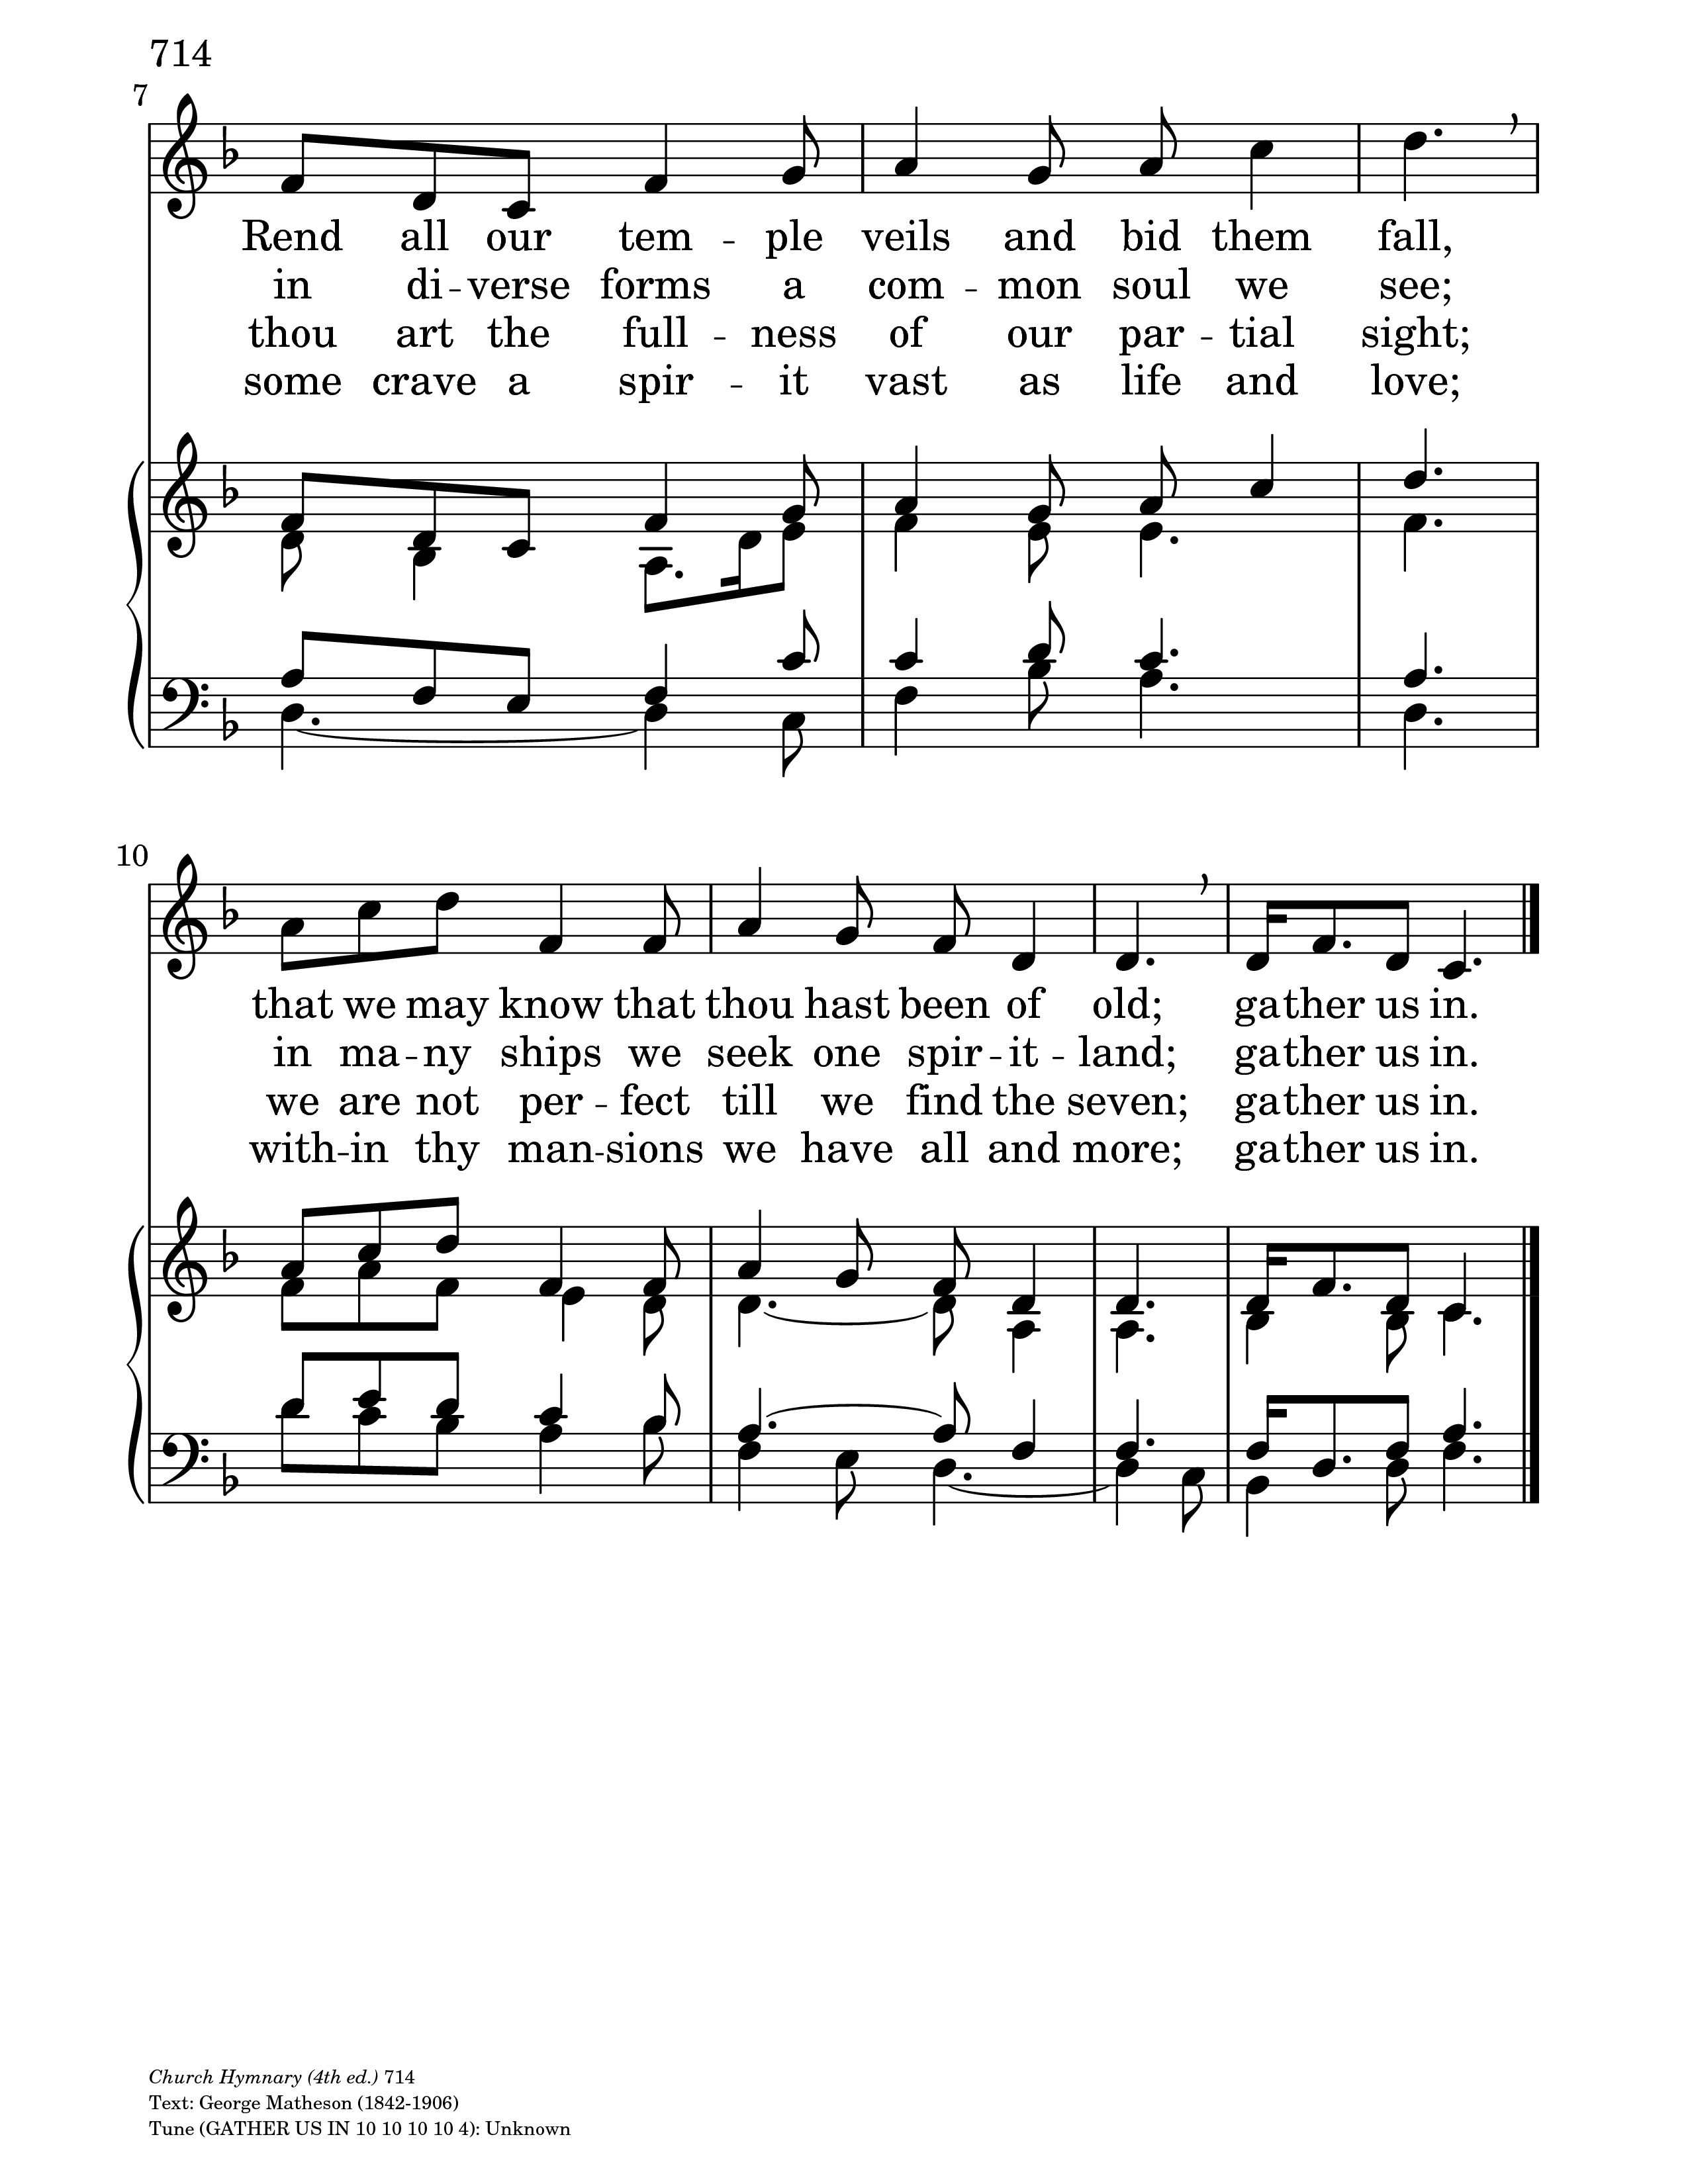 714
7
Rend all our tem -- ple veils and bid them fall,
in di -- verse forms a com -- mon soul we see;
thou art the full -- ness of our par -- tial sight;
some crave a spir -- it vast as life and love;
10
that we may know that thou hast been of old; gather us in.
in ma -- ny ships we seek one spir -- it -- land; gather us in.
we are not per -- fect till we find the seven; gather us in.
with -- in thy man -- sions we have all and more; gather us in.
Church Hymnary (4th ed.) 714
Text: George Matheson (1842-1906)
Tune (GATHER US IN 10 10 10 10 4): Unknown